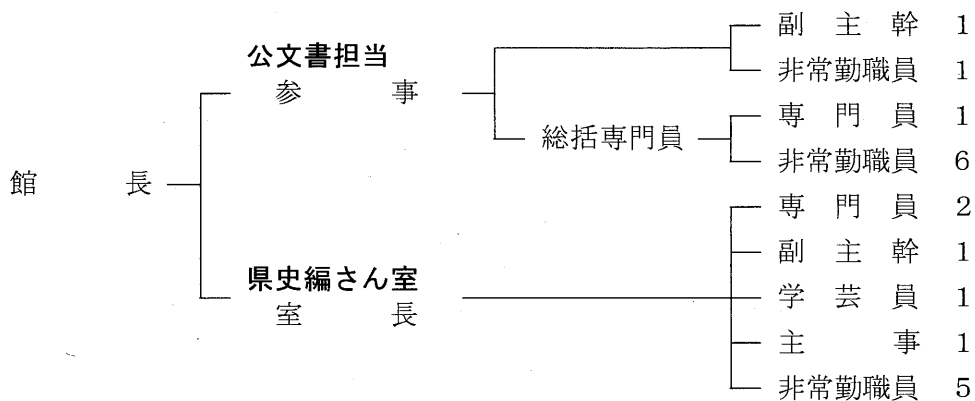 館長
公文書担当
参事
副主幹 1
非常勤職員 1
総括専門員
専門員 1
非常勤職員 6
県史編さん室
室長
専門員 2
副主幹 1
学芸員 1
主事 1
非常勤職員 5